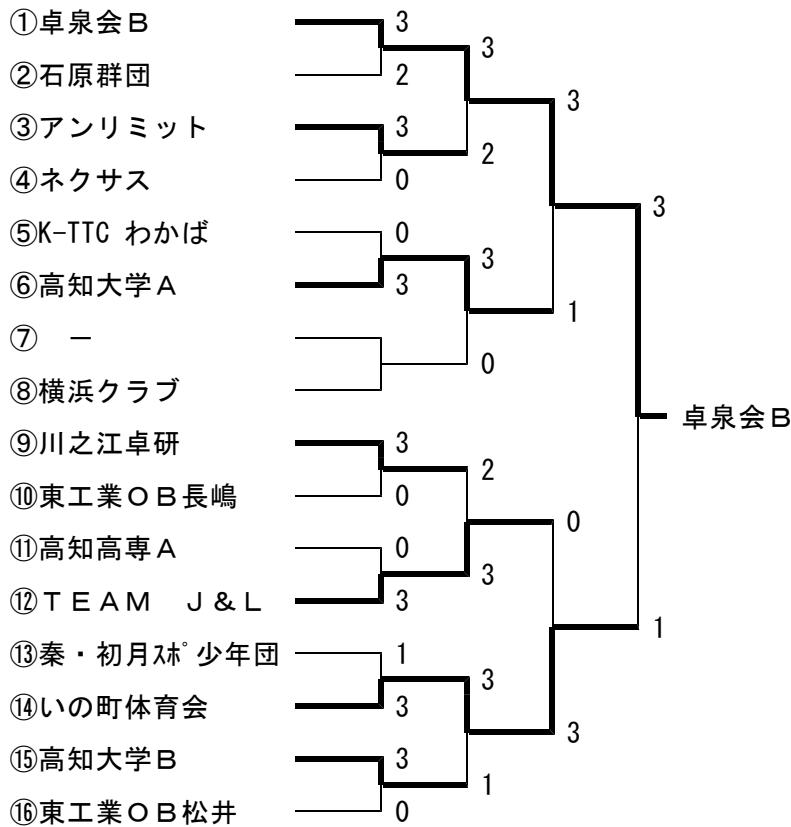 ①卓泉会B 3
3
②石原群団 2
3
③アンリミット 3
2
④ネクサス 0
3
⑤K-TTC わかば 0
3
⑥高知大学A 3
1
⑦ －
0
⑧横浜クラブ
卓泉会B
⑨川之江卓研 3
2
⑩東工業OB長嶋 0
0
⑪高知高専A 0
3
⑫TEAM J&L 3
1
⑬秦・初月ｽﾎﾟ少年団 1
3
⑭いの町体育会 3
3
⑮高知大学B 3
1
⑯東工業OB松井 0